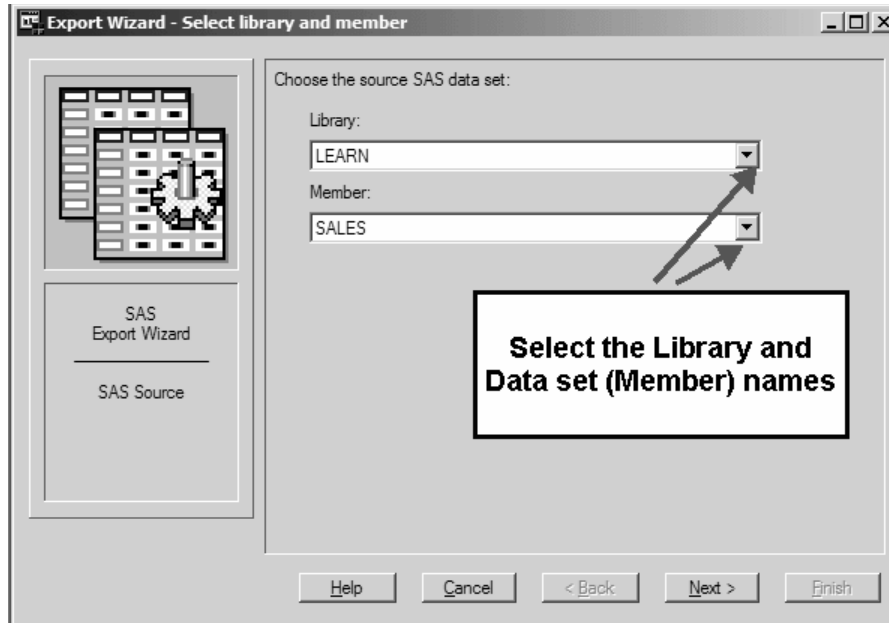 Export Wizard - Select library and member
Choose the source SAS data set:
Library:
LEARN
Member:
SALES
Select the Library and
Data set (Member) names
SAS
Export Wizard
SAS Source
Help
Cancel
< Back
Next >
Finish